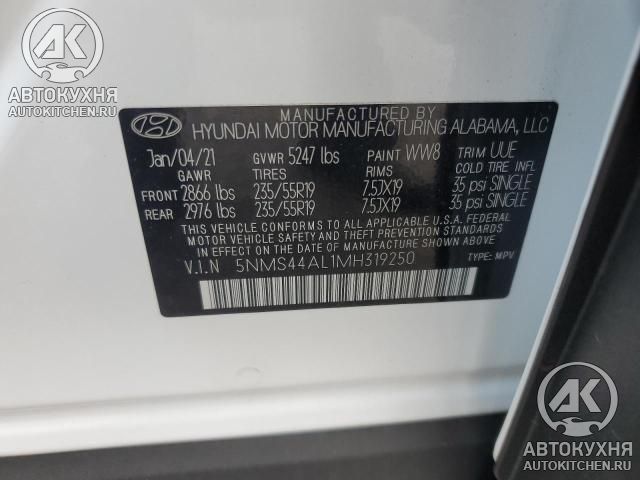 AK
АВТОКУХНЯ
AUTOKITCHEN.RU
MANUFACTURED BY
HYUNDAI MOTOR MANUFACTURING ALABAMA, LLC
Jan/04/21 GVWR 5247 lbs PAINT WW8 TRIM UUE
GAWR TIRES RIMS COLD TIRE INFL
FRONT 2866 lbs 235/55R19 7.5JX19 35 psi SINGLE
REAR 2976 lbs 235/55R19 7.5JX19 35 psi SINGLE
THIS VEHICLE CONFORMS TO ALL APPLICABLE U.S.A. FEDERAL
MOTOR VEHICLE SAFETY AND THEFT PREVENTION STANDARDS
IN EFFECT ON THE DATE OF MANUFACTURE SHOWN ABOVE.
V.I.N 5NMS44AL1MH319250
TYPE: MPV
AK
АВТОКУХНЯ
AUTOKITCHEN.RU